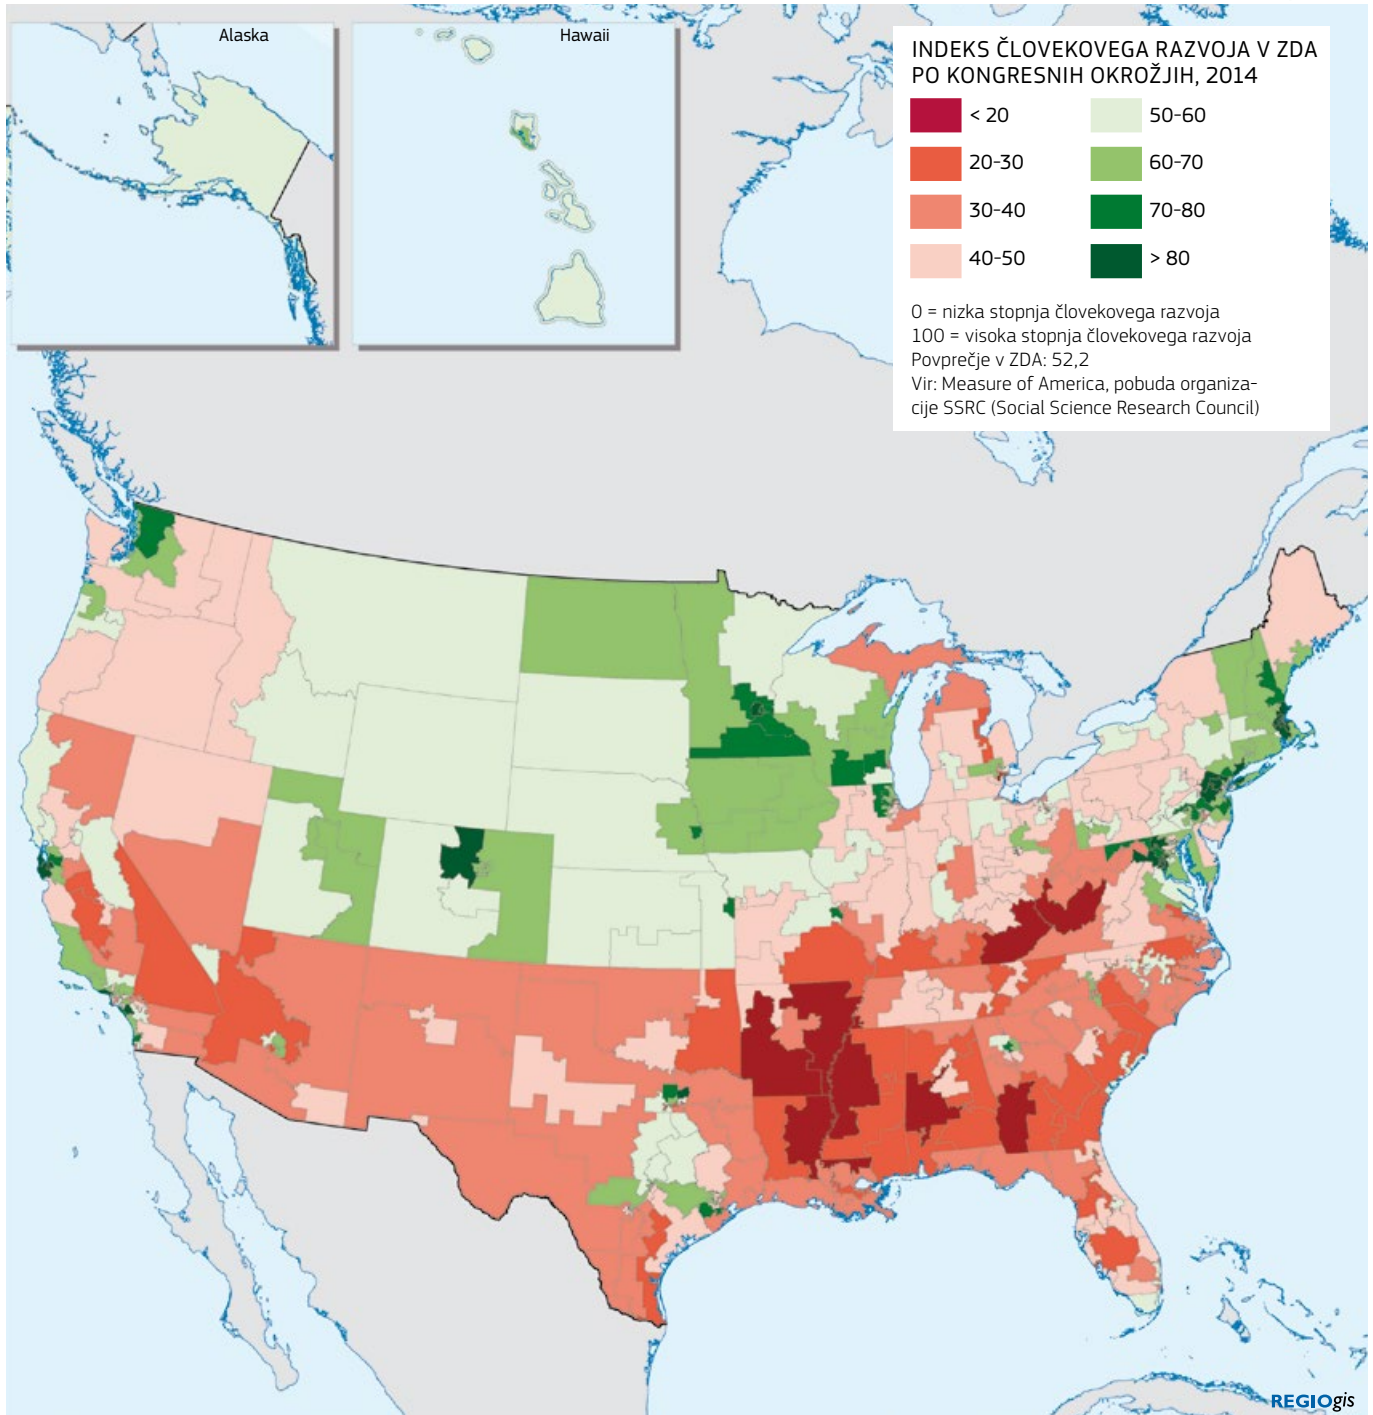 Alaska
Hawaii
INDEKS ČLOVEKOVEGA RAZVOJA V ZDA
PO KONGRESNIH OKROŽJIH, 2014
< 20
20-30
30-40
40-50
50-60
60-70
70-80
> 80
0 = nizka stopnja človekovega razvoja
100 = visoka stopnja človekovega razvoja
Povprečje v ZDA: 52,2
Vir: Measure of America, pobuda organiza-
cije SSRC (Social Science Research Council)
REGIOgis